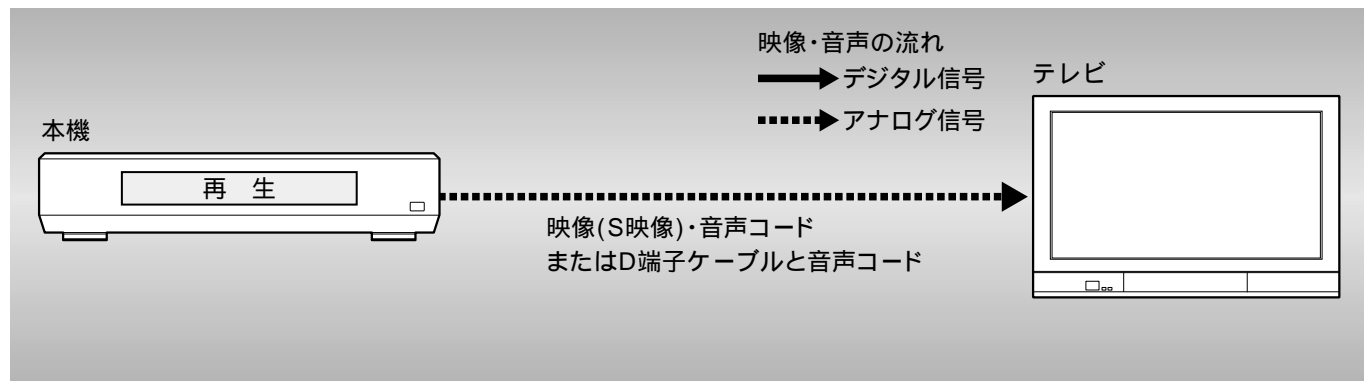 映像・音声の流れ
デジタル信号
アナログ信号
テレビ
本機
再 生
映像(S映像)・音声コード
またはD端子ケーブルと音声コード